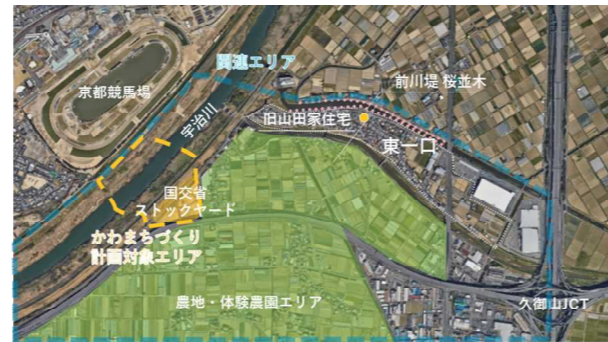 関連エリア
京都競馬場
前川堤 桜並木
宇治川
旧山田家住宅
東一口
国交省
ストックヤード
かわまちづくり
計画対象エリア
農地・体験農園エリア
久御山JCT